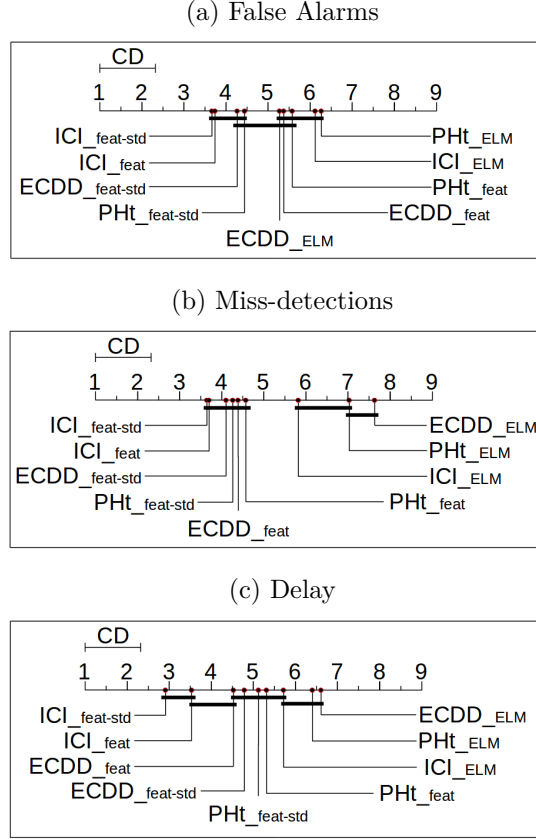 (a) False Alarms
CD
1 2 3 4 5 6 7 8 9
ICI_feat-std PHt_ELM
ICI_feat ICI_ELM
ECDD_feat-std PHt_feat
PHt_feat-std ECDD_feat
ECDD_ELM
(b) Miss-detections
CD
1 2 3 4 5 6 7 8 9
ICI_feat-std ECDD_ELM
ICI_feat PHt_ELM
ECDD_feat-std ICI_ELM
PHt_feat-std PHt_feat
ECDD_feat
(c) Delay
CD
1 2 3 4 5 6 7 8 9
ICI_feat-std ECDD_ELM
ICI_feat PHt_ELM
ECDD_feat ICI_ELM
ECDD_feat-std PHt_feat
PHt_feat-std